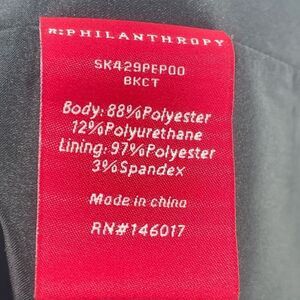 n:PHILANTHROPY
SK429PEP00
BKCT
Body: 88%Polyester
12%Polyurethane
Lining: 97%Polyester
3%Spandex
Made in china
RN#146017